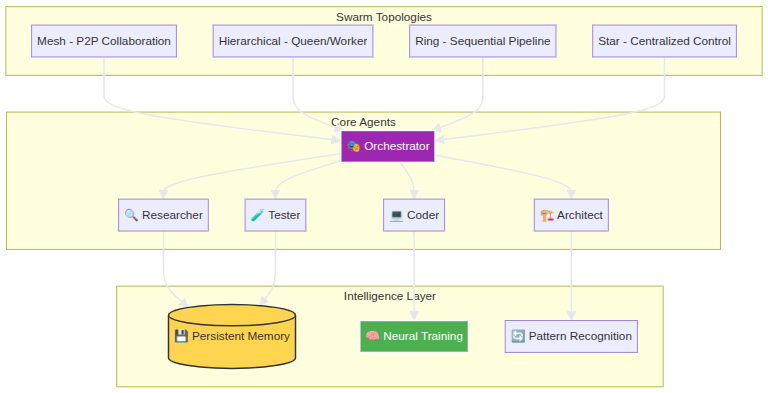 Swarm Topologies
Mesh - P2P Collaboration
Hierarchical - Queen/Worker
Ring - Sequential Pipeline
Star - Centralized Control
Core Agents
🎭 Orchestrator
🔍 Researcher
🧪 Tester
💻 Coder
🏗️ Architect
Intelligence Layer
💾 Persistent Memory
🧠 Neural Training
🔄 Pattern Recognition